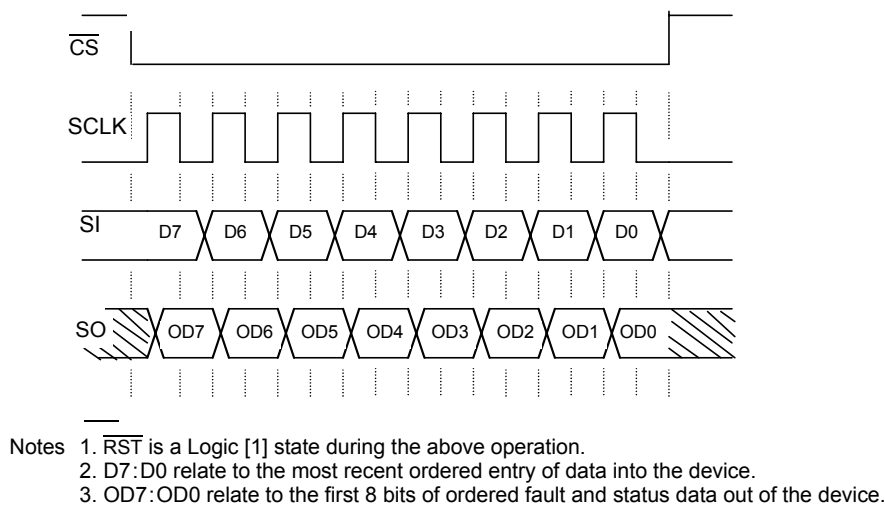 CS
SCLK
SI
D7 D6 D5 D4 D3 D2 D1 D0
SO
OD7 OD6 OD5 OD4 OD3 OD2 OD1 OD0
Notes 1. RST is a Logic [1] state during the above operation.
2. D7:D0 relate to the most recent ordered entry of data into the device.
3. OD7:OD0 relate to the first 8 bits of ordered fault and status data out of the device.